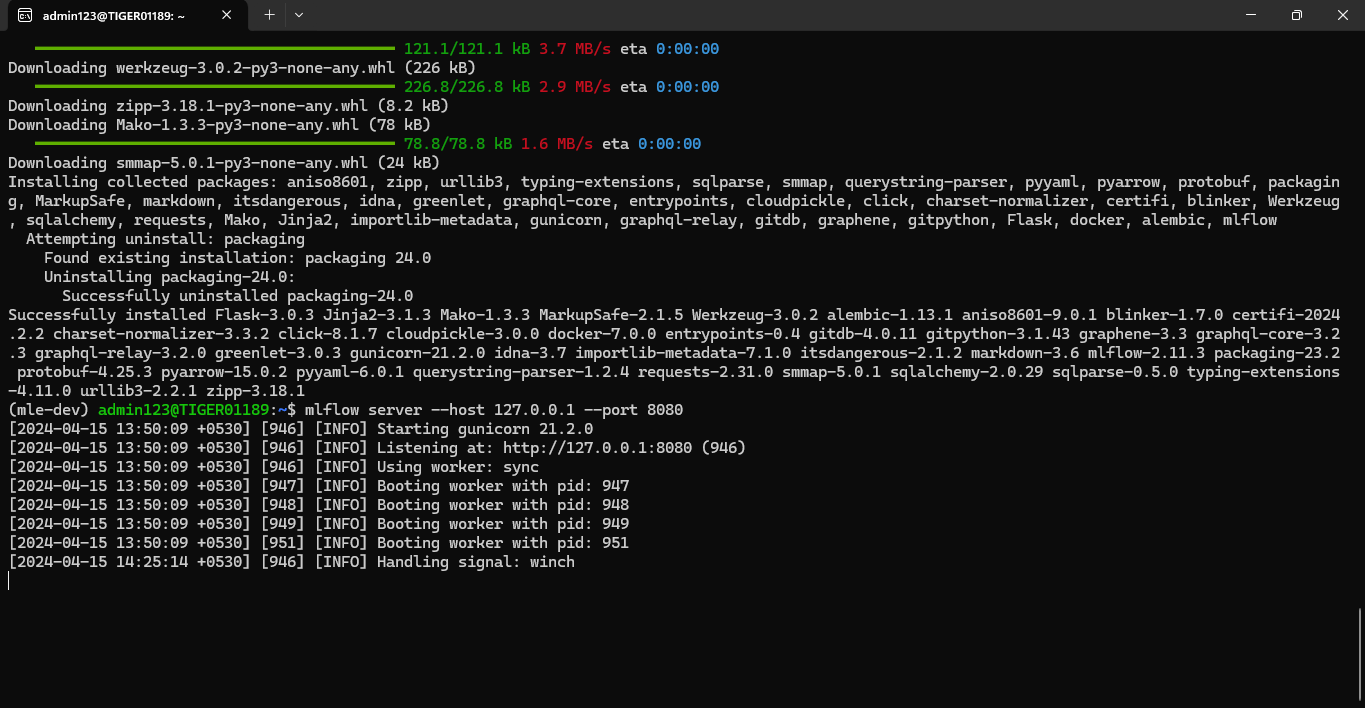 admin123@TIGER01189: ~
121.1/121.1 kB 3.7 MB/s eta 0:00:00
Downloading werkzeug-3.0.2-py3-none-any.whl (226 kB)
226.8/226.8 kB 2.9 MB/s eta 0:00:00
Downloading zipp-3.18.1-py3-none-any.whl (8.2 kB)
Downloading Mako-1.3.3-py3-none-any.whl (78 kB)
78.8/78.8 kB 1.6 MB/s eta 0:00:00
Downloading smmap-5.0.1-py3-none-any.whl (24 kB)
Installing collected packages: aniso8601, zipp, urllib3, typing-extensions, sqlparse, smmap, querystring-parser, pyyaml, pyarrow, protobuf, packagin
g, MarkupSafe, markdown, itsdangerous, idna, greenlet, graphql-core, entrypoints, cloudpickle, click, charset-normalizer, certifi, blinker, Werkzeug
, sqlalchemy, requests, Mako, Jinja2, importlib-metadata, gunicorn, graphql-relay, gitdb, graphene, gitpython, Flask, docker, alembic, mlflow
Attempting uninstall: packaging
Found existing installation: packaging 24.0
Uninstalling packaging-24.0:
Successfully uninstalled packaging-24.0
Successfully installed Flask-3.0.3 Jinja2-3.1.3 Mako-1.3.3 MarkupSafe-2.1.5 Werkzeug-3.0.2 alembic-1.13.1 aniso8601-9.0.1 blinker-1.7.0 certifi-2024
.2.2 charset-normalizer-3.3.2 click-8.1.7 cloudpickle-3.0.0 docker-7.0.0 entrypoints-0.4 gitdb-4.0.11 gitpython-3.1.43 graphene-3.3 graphql-core-3.2
.3 graphql-relay-3.2.0 greenlet-3.0.3 gunicorn-21.2.0 idna-3.7 importlib-metadata-7.1.0 itsdangerous-2.1.2 markdown-3.6 mlflow-2.11.3 packaging-23.2
protobuf-4.25.3 pyarrow-15.0.2 pyyaml-6.0.1 querystring-parser-1.2.4 requests-2.31.0 smmap-5.0.1 sqlalchemy-2.0.29 sqlparse-0.5.0 typing-extensions
-4.11.0 urllib3-2.2.1 zipp-3.18.1
(mle-dev) admin123@TIGER01189:~$ mlflow server --host 127.0.0.1 --port 8080
[2024-04-15 13:50:09 +0530] [946] [INFO] Starting gunicorn 21.2.0
[2024-04-15 13:50:09 +0530] [946] [INFO] Listening at: http://127.0.0.1:8080 (946)
[2024-04-15 13:50:09 +0530] [946] [INFO] Using worker: sync
[2024-04-15 13:50:09 +0530] [947] [INFO] Booting worker with pid: 947
[2024-04-15 13:50:09 +0530] [948] [INFO] Booting worker with pid: 948
[2024-04-15 13:50:09 +0530] [949] [INFO] Booting worker with pid: 949
[2024-04-15 13:50:09 +0530] [951] [INFO] Booting worker with pid: 951
[2024-04-15 14:25:14 +0530] [946] [INFO] Handling signal: winch